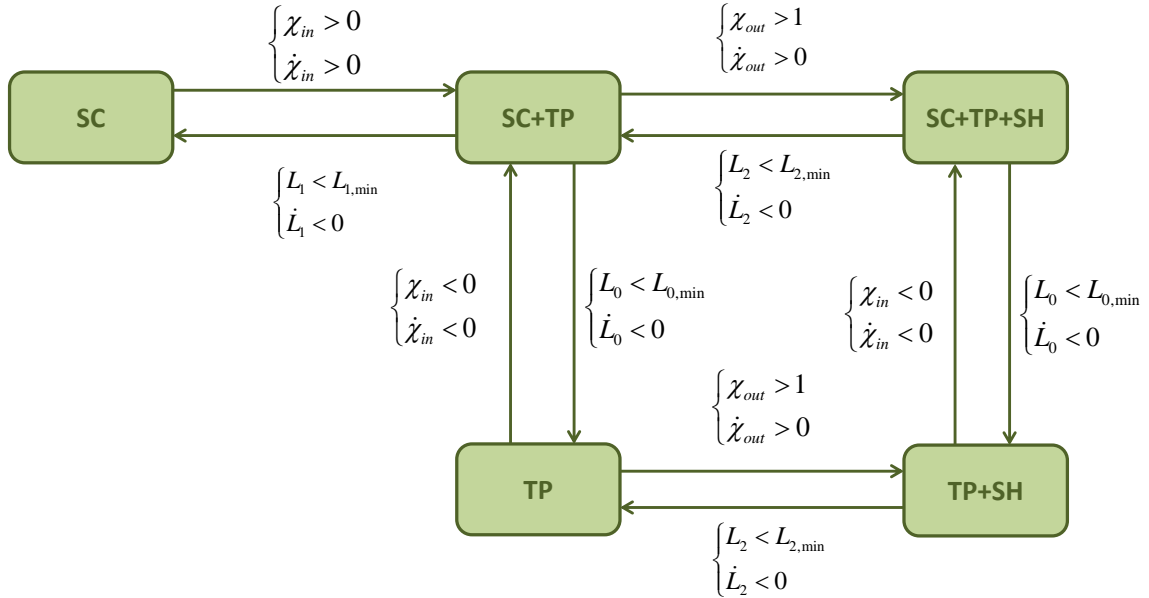 {χ_in > 0
χ̇_in > 0
{χ_out > 1
χ̇_out > 0
SC
SC+TP
SC+TP+SH
{L_1 < L_1,min
L̇_1 < 0
{L_2 < L_2,min
L̇_2 < 0
{χ_in < 0
χ̇_in < 0
{L_0 < L_0,min
L̇_0 < 0
{χ_in < 0
χ̇_in < 0
{L_0 < L_0,min
L̇_0 < 0
{χ_out > 1
χ̇_out > 0
TP
TP+SH
{L_2 < L_2,min
L̇_2 < 0